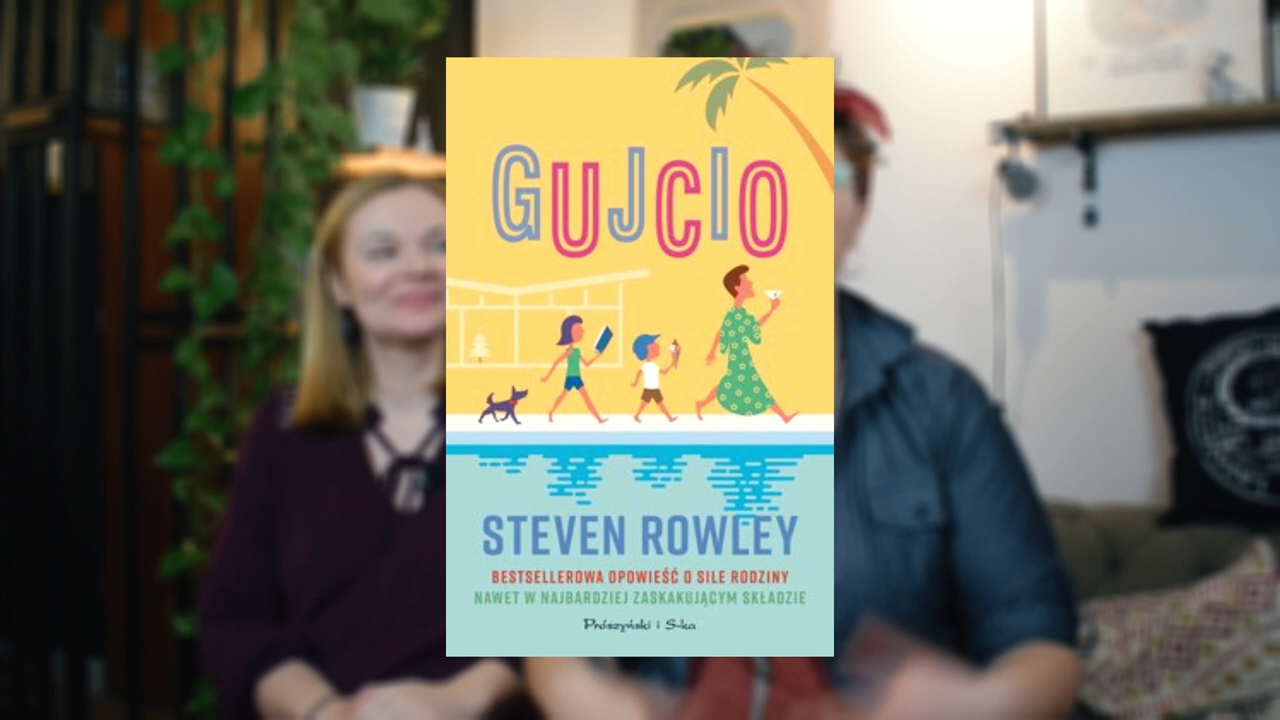 GUJCIO
STEVEN ROWLEY
BESTSELLEROWA OPOWIEŚĆ O SILE RODZINY
NAWET W NAJBARDZIEJ ZASKAKUJĄCYM SKŁADZIE
Prószyński i S-ka